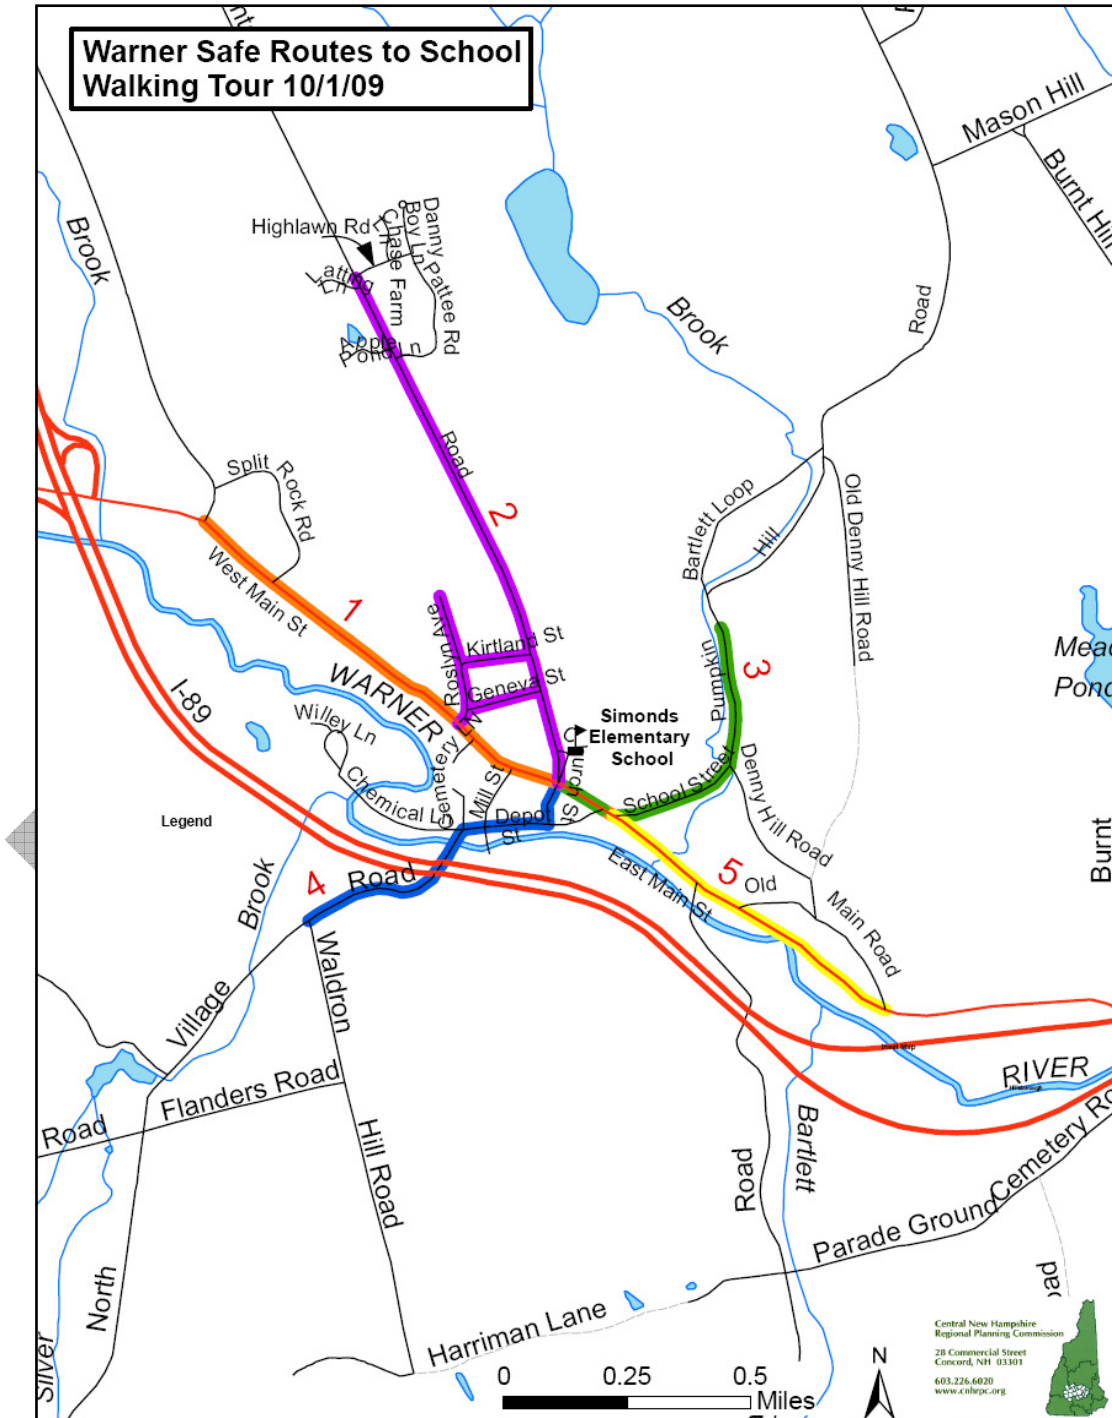 Warner Safe Routes to School
Walking Tour 10/1/09
Mason Hill
Burnt Hill
Brook
Highlawn Rd
Danny
Boy Ln
Chase Farm
Ln
Pattee Rd
Latting
Ln
Apple
Pond Ln
Brook
Road
Road
Split Rock Rd
2
Bartlett Loop
Hill
Old Denny Hill Road
West Main St
1
Roslyn Ave
Kirtland St
Geneva St
Pumpkin
3
Meac
Pond
WARNER
I-89
Willey Ln
Simonds
Elementary
School
Church St
Cemetery Ln
Chemical Ln
Mill St
Depot
St
School Street
Denny Hill Road
Legend
4
Road
East Main St
5
Old
Main Road
Burnt
Brook
Waldron
Village
Flanders Road
Road
Hill Road
RIVER
Road
Bartlett
Cemetery Ro
Parade Ground
North
Silver
Harriman Lane
Central New Hampshire
Regional Planning Commission
28 Commercial Street
Concord, NH 03301
603.226.6020
www.cnhrpc.org
N
0 0.25 0.5
Miles